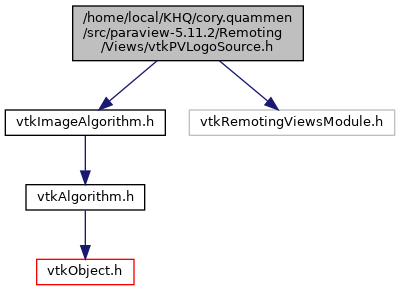 /home/local/KHQ/cory.quammen
/src/paraview-5.11.2/Remoting
/Views/vtkPVLogoSource.h
vtkImageAlgorithm.h
vtkRemotingViewsModule.h
vtkAlgorithm.h
vtkObject.h